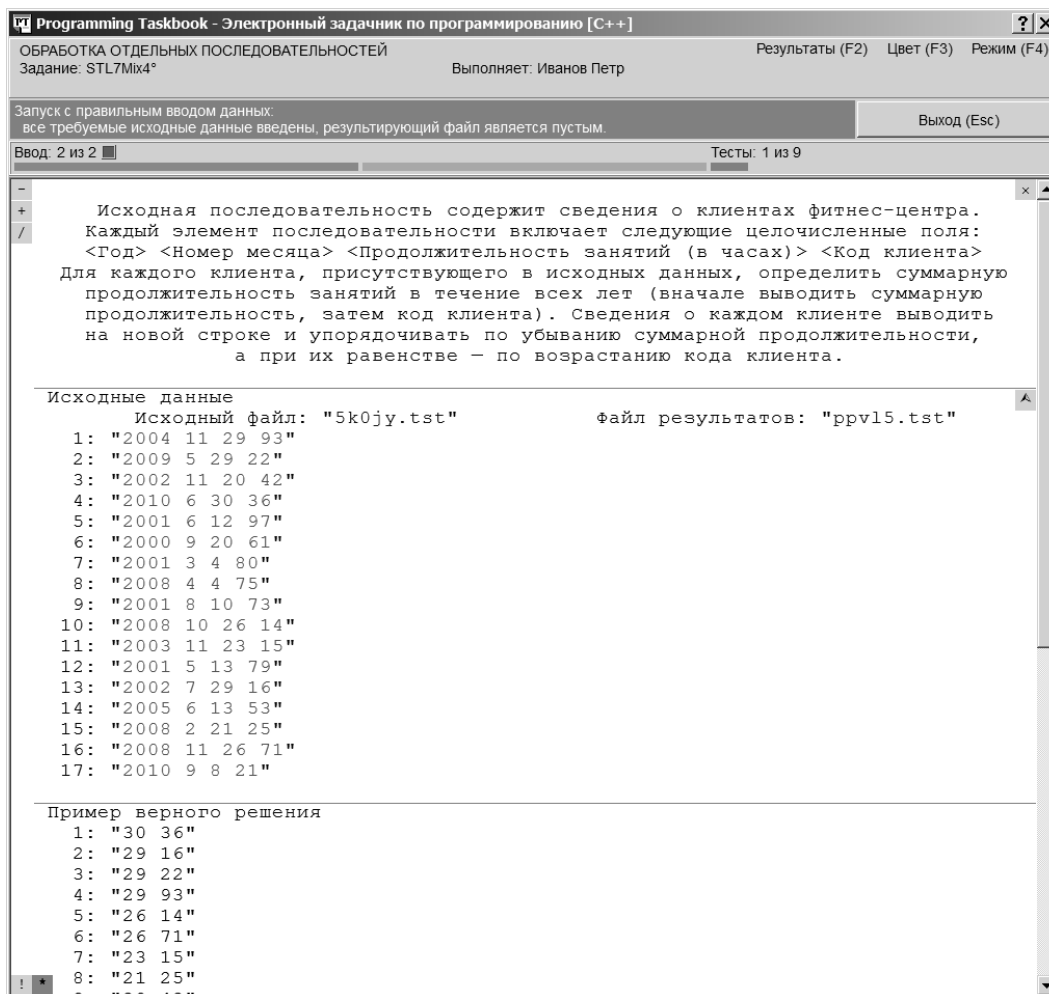 Programming Taskbook - Электронный задачник по программированию [C++] ? ×
ОБРАБОТКА ОТДЕЛЬНЫХ ПОСЛЕДОВАТЕЛЬНОСТЕЙ Результаты (F2) Цвет (F3) Режим (F4)
Задание: STL7Mix4° Выполняет: Иванов Петр
Запуск с правильным вводом данных:
все требуемые исходные данные введены, результирующий файл является пустым.
Выход (Esc)
Ввод: 2 из 2 Тесты: 1 из 9
Исходная последовательность содержит сведения о клиентах фитнес-центра.
Каждый элемент последовательности включает следующие целочисленные поля:
<Год> <Номер месяца> <Продолжительность занятий (в часах)> <Код клиента>
Для каждого клиента, присутствующего в исходных данных, определить суммарную
продолжительность занятий в течение всех лет (вначале выводить суммарную
продолжительность, затем код клиента). Сведения о каждом клиенте выводить
на новой строке и упорядочивать по убыванию суммарной продолжительности,
а при их равенстве — по возрастанию кода клиента.
Исходные данные
Исходный файл: "5k0jy.tst" Файл результатов: "ppvl5.tst"
1: "2004 11 29 93"
2: "2009 5 29 22"
3: "2002 11 20 42"
4: "2010 6 30 36"
5: "2001 6 12 97"
6: "2000 9 20 61"
7: "2001 3 4 80"
8: "2008 4 4 75"
9: "2001 8 10 73"
10: "2008 10 26 14"
11: "2003 11 23 15"
12: "2001 5 13 79"
13: "2002 7 29 16"
14: "2005 6 13 53"
15: "2008 2 21 25"
16: "2008 11 26 71"
17: "2010 9 8 21"
Пример верного решения
1: "30 36"
2: "29 16"
3: "29 22"
4: "29 93"
5: "26 14"
6: "26 71"
7: "23 15"
8: "21 25"